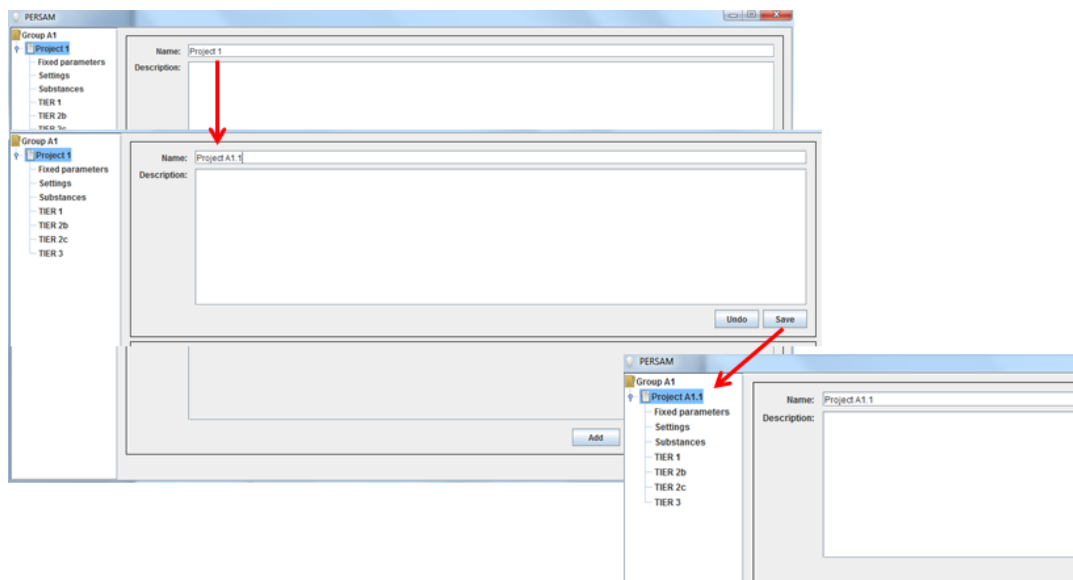 PERSAM
Group A1
Project 1
Fixed parameters
Settings
Substances
TIER 1
TIER 2b
TIER 2c
Name: Project 1
Description:
Group A1
Project 1
Fixed parameters
Settings
Substances
TIER 1
TIER 2b
TIER 2c
TIER 3
Name: Project A1.1
Description:
Undo Save
Add
PERSAM
Group A1
Project A1.1
Fixed parameters
Settings
Substances
TIER 1
TIER 2b
TIER 2c
TIER 3
Name: Project A1.1
Description: